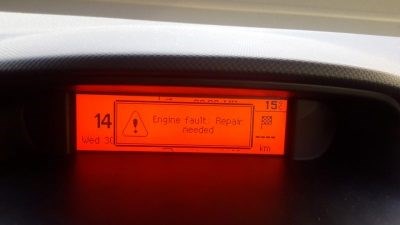 14
15
Engine fault: Repair
needed
Wed 30
km